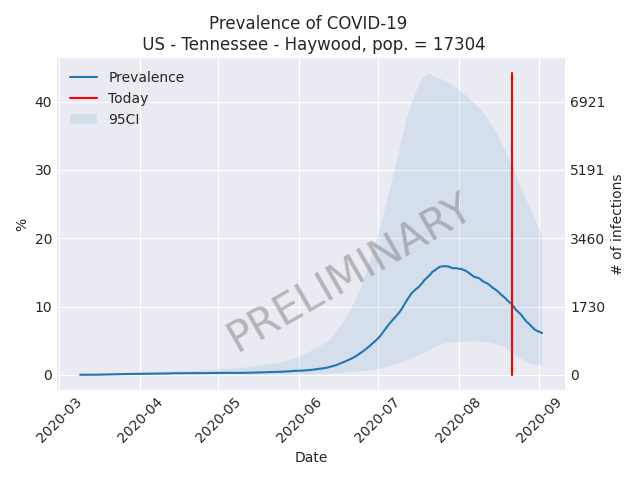 Prevalence of COVID-19
US - Tennessee - Haywood, pop. = 17304
Prevalence
Today
95CI
40
30
20
10
0
%
6921
5191
3460
1730
0
# of infections
PRELIMINARY
2020-03
2020-04
2020-05
2020-06
2020-07
2020-08
2020-09
Date